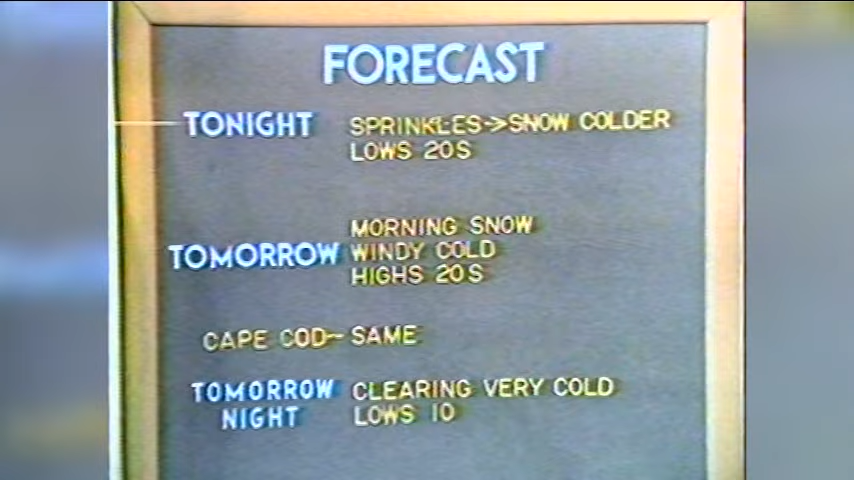 FORECAST
TONIGHT SPRINKLES->SNOW COLDER
LOWS 20S
MORNING SNOW
TOMORROW WINDY COLD
HIGHS 20S
CAPE COD- SAME
TOMORROW CLEARING VERY COLD
NIGHT LOWS 10